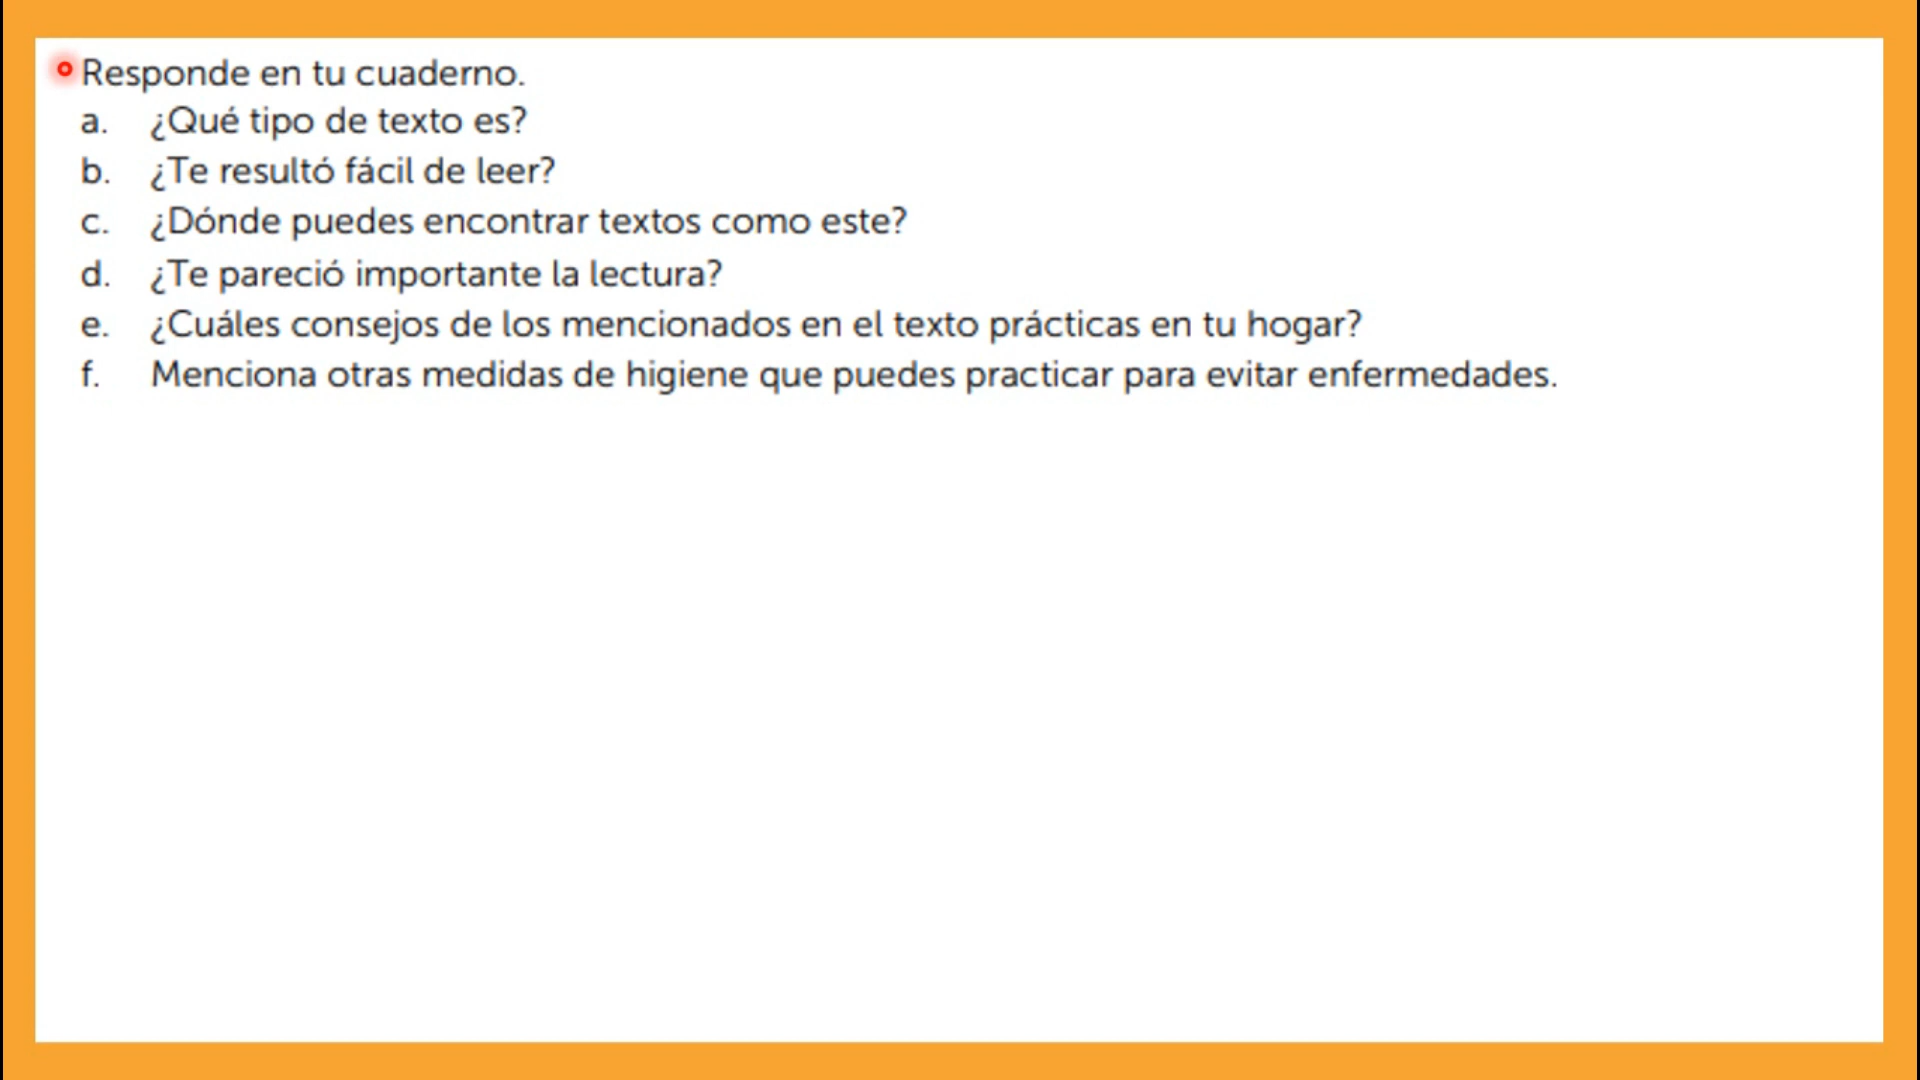 Responde en tu cuaderno.
a. ¿Qué tipo de texto es?
b. ¿Te resultó fácil de leer?
c. ¿Dónde puedes encontrar textos como este?
d. ¿Te pareció importante la lectura?
e. ¿Cuáles consejos de los mencionados en el texto prácticas en tu hogar?
f. Menciona otras medidas de higiene que puedes practicar para evitar enfermedades.